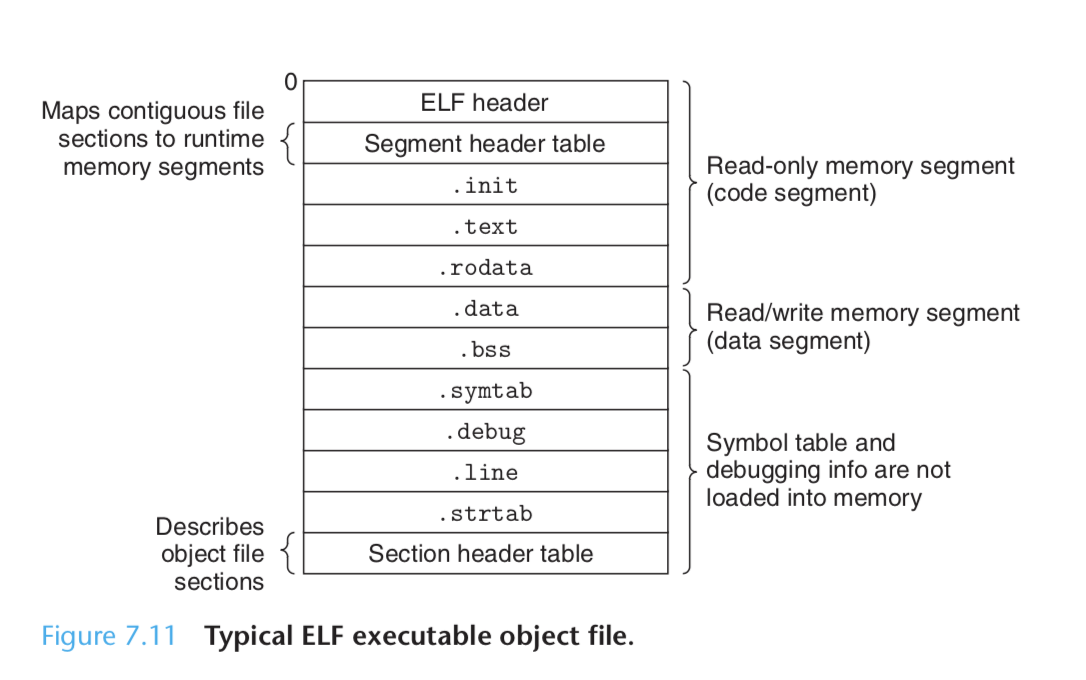 0
Maps contiguous file
sections to runtime
memory segments
ELF header
Segment header table
.init
.text
.rodata
.data
.bss
.symtab
.debug
.line
.strtab
Section header table
Read-only memory segment
(code segment)
Read/write memory segment
(data segment)
Symbol table and
debugging info are not
loaded into memory
Describes
object file
sections
Figure 7.11 Typical ELF executable object file.